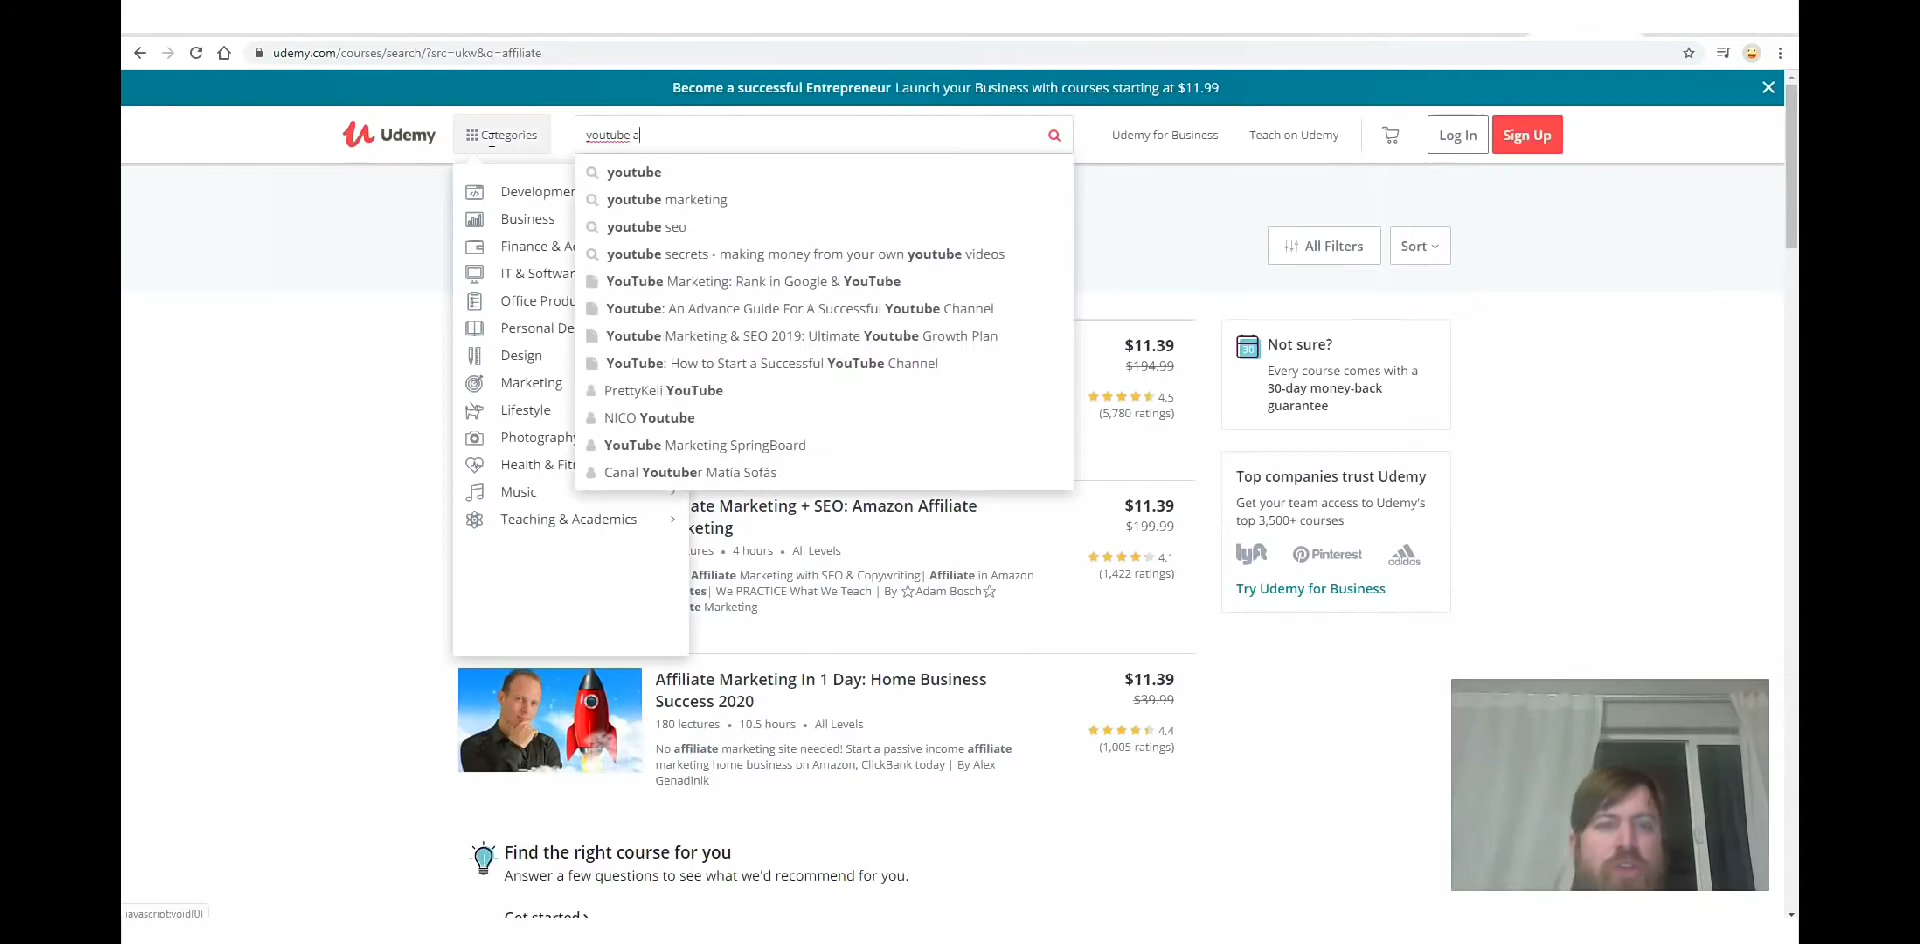 udemy.com/courses/search/?src=ukw&q=affiliate
Become a successful Entrepreneur Launch your Business with courses starting at $11.99
Udemy
Categories
youtube a
Udemy for Business
Teach on Udemy
Log In
Sign Up
youtube
youtube marketing
youtube seo
youtube secrets - making money from your own youtube videos
YouTube Marketing: Rank in Google & YouTube
Youtube: An Advance Guide For A Successful Youtube Channel
Youtube Marketing & SEO 2019: Ultimate Youtube Growth Plan
YouTube: How to Start a Successful YouTube Channel
PrettyKeli YouTube
NICO Youtube
YouTube Marketing SpringBoard
Canal Youtuber Matía Sofás
Developmen
Business
Finance & Ac
IT & Softwar
Office Produ
Personal De
Design
Marketing
Lifestyle
Photography
Health & Fitn
Music
Teaching & Academics
All Filters
Sort
$11.39
$194.99
4.5
(5,780 ratings)
ate Marketing + SEO: Amazon Affiliate
keting
ures • 4 hours • All Levels
Affiliate Marketing with SEO & Copywriting| Affiliate in Amazon
tes| We PRACTICE What We Teach | By ☆Adam Bosch☆
te Marketing
$11.39
$199.99
4.1
(1,422 ratings)
Affiliate Marketing In 1 Day: Home Business
Success 2020
180 lectures • 10.5 hours • All Levels
No affiliate marketing site needed! Start a passive income affiliate
marketing home business on Amazon, ClickBank today | By Alex
Genadinik
$11.39
$39.99
4.4
(1,005 ratings)
Not sure?
Every course comes with a
30-day money-back
guarantee
Top companies trust Udemy
Get your team access to Udemy's
top 3,500+ courses
lyft
Pinterest
adidas
Try Udemy for Business
Find the right course for you
Answer a few questions to see what we'd recommend for you.
Get started
javascript:void(0)